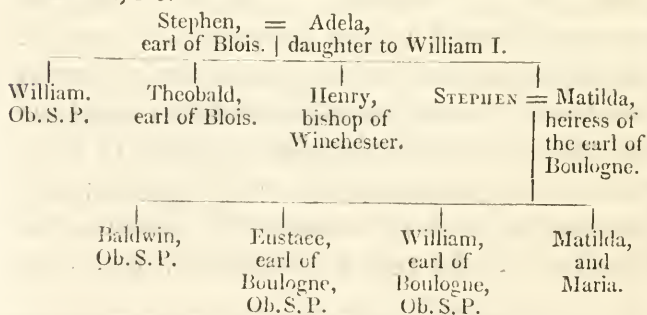 Stephen, = Adela,
earl of Blois. | daughter to William I.
William. Theobald, Henry, STEPHEN = Matilda,
Ob. S. P. earl of Blois. bishop of heiress of
Winchester. the earl of
Boulogne.
Baldwin, Eustace, William, Matilda,
Ob. S. P. earl of earl of and
Boulogne, Boulogne, Maria.
Ob. S. P. Ob. S. P.